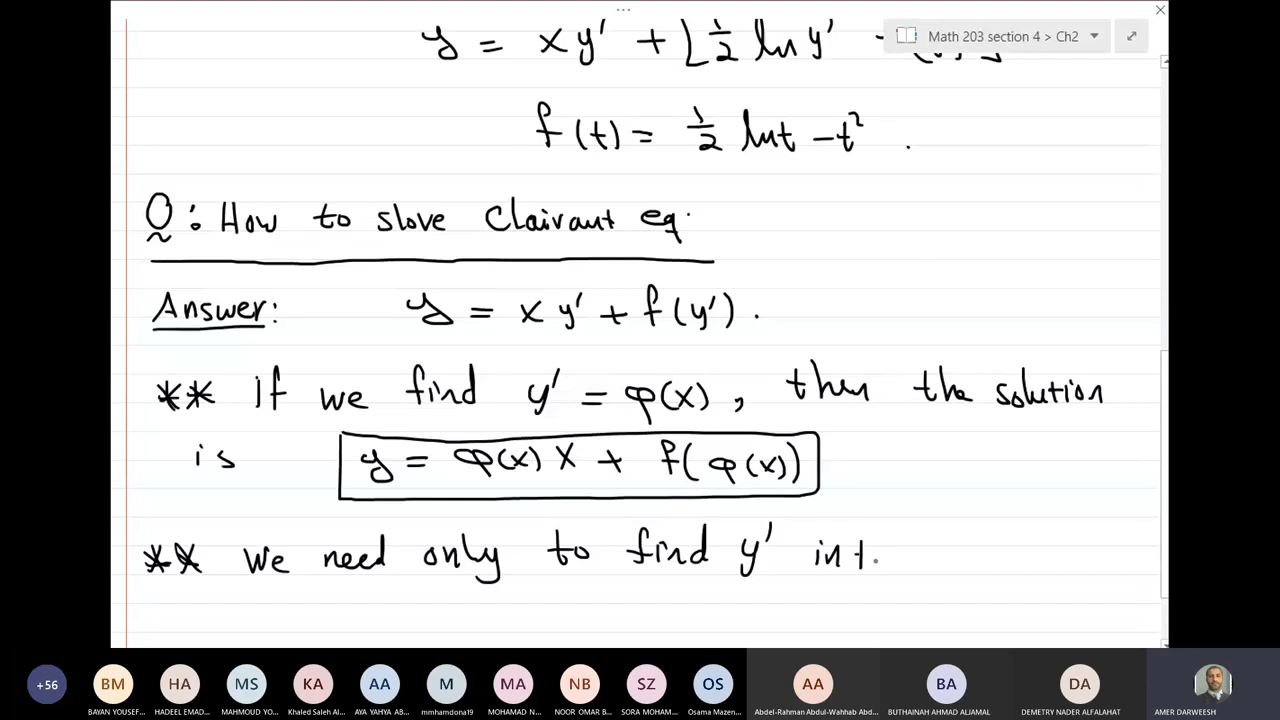 y = x y' + [ 1/2 ln y' -
Math 203 section 4 > Ch2
f(t) = 1/2 ln t - t²  .
Q: How to slove Clairant eq.
Answer: y = x y' + f(y') .
** If we find y' = φ(x) , then the solution
is y = φ(x) X + f( φ(x))
** We need only to find y' in t
+56
BM
HA
MS
KA
AA
M
MA
NB
SZ
OS
AA
BA
DA
BAYAN YOUSEF...
HADEEL EMAD...
MAHMOUD YO...
Khaled Saleh Al...
AYA YAHYA AB...
mmhamdona19
MOHAMAD N...
NOOR OMAR B...
SORA MOHAM...
Osama Mazen...
Abdel-Rahman Abdul-Wahhab Abd...
BUTHAINAH AHMAD ALJAMAL
DEMETRY NADER ALFALAHAT
AMER DARWEESH